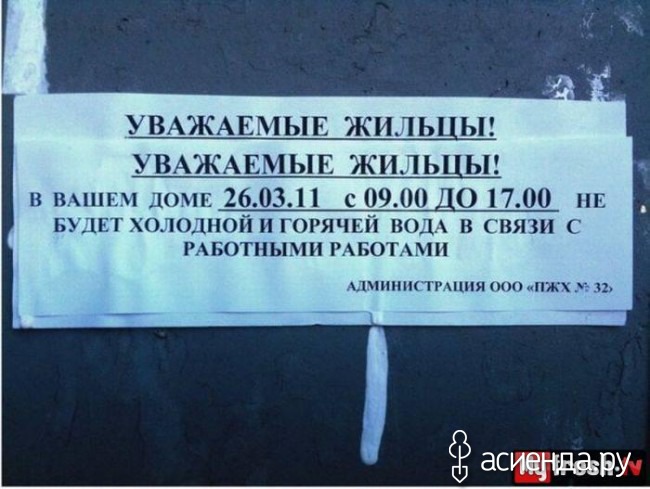 УВАЖАЕМЫЕ ЖИЛЬЦЫ!
УВАЖАЕМЫЕ ЖИЛЬЦЫ!
В ВАШЕМ ДОМЕ 26.03.11 с 09.00 ДО 17.00 НЕ
БУДЕТ ХОЛОДНОЙ И ГОРЯЧЕЙ ВОДА В СВЯЗИ С
РАБОТНЫМИ РАБОТАМИ
АДМИНИСТРАЦИЯ ООО «ПЖХ № 32»
асиенда.ру